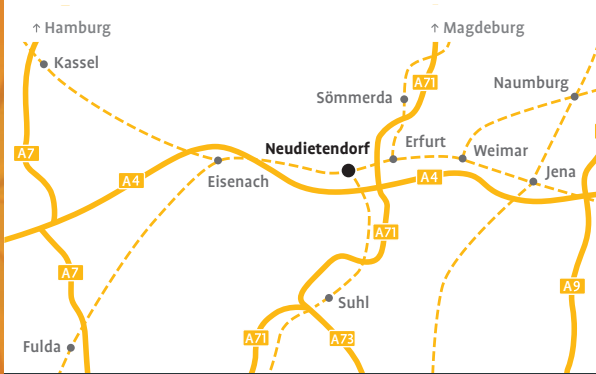 ↑ Hamburg
↑ Magdeburg
Kassel
A71
Naumburg
Sömmerda
Neudietendorf
Erfurt
Weimar
A7
A4
Eisenach
A4
Jena
A71
A7
A9
Suhl
Fulda
A71
A73